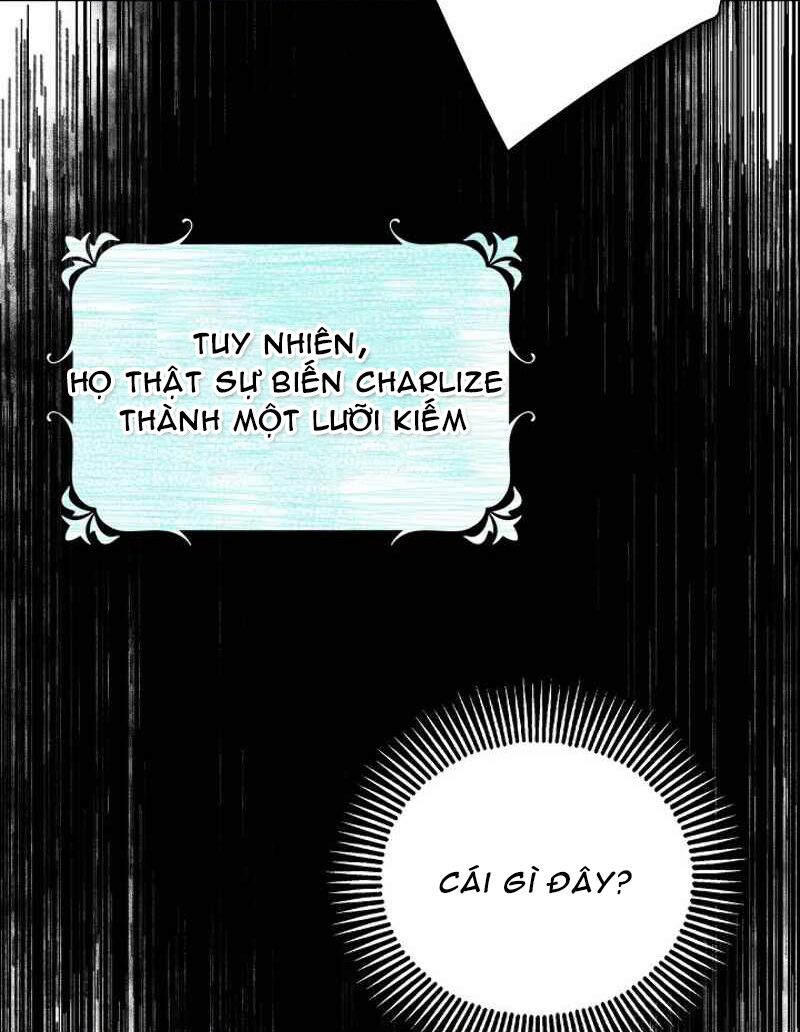 TUY NHIÊN,
HỌ THẬT SỰ BIẾN CHARLIZE
THÀNH MỘT LƯỠI KIẾM
CÁI GÌ ĐÂY?